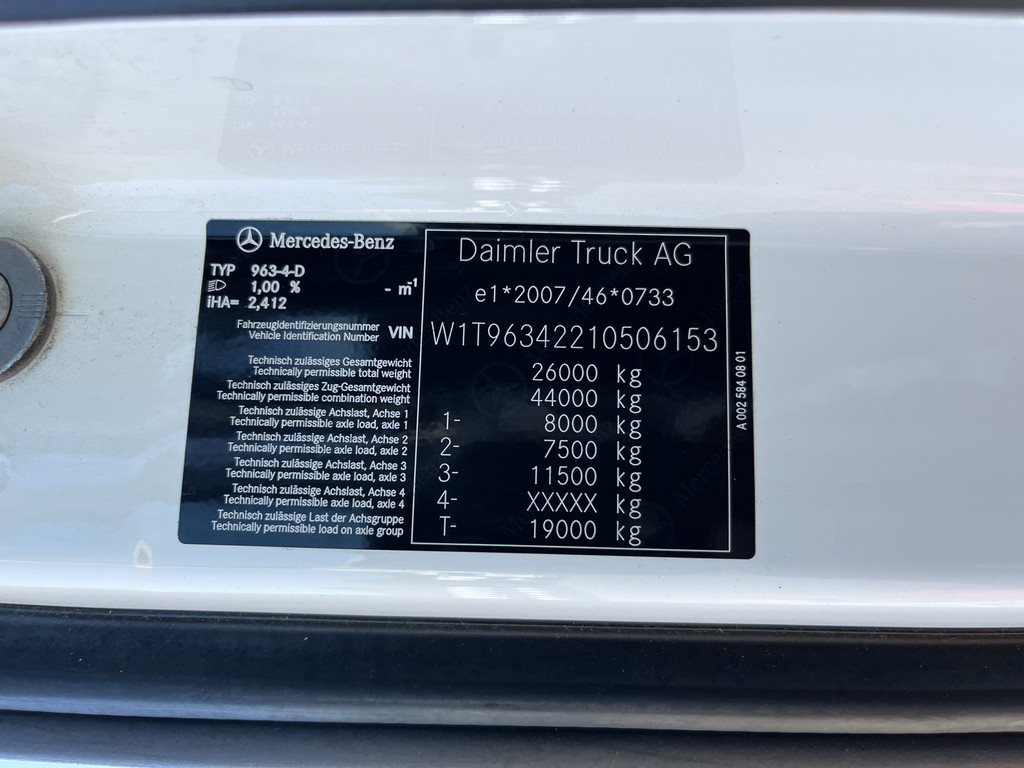 Mercedes-Benz
TYP 963-4-D
1,00 % - m-1
iHA= 2,412
Daimler Truck AG
e1*2007/46*0733
Fahrzeugidentifizierungsnummer
Vehicle Identification Number
VIN W1T96342210506153
Technisch zulässiges Gesamtgewicht
Technically permissible total weight
26000 kg
Technisch zulässiges Zug-Gesamtgewicht
Technically permissible combination weight
44000 kg
Technisch zulässige Achslast, Achse 1
Technically permissible axle load, axle 1
1- 8000 kg
Technisch zulässige Achslast, Achse 2
Technically permissible axle load, axle 2
2- 7500 kg
Technisch zulässige Achslast, Achse 3
Technically permissible axle load, axle 3
3- 11500 kg
Technisch zulässige Achslast, Achse 4
Technically permissible axle load, axle 4
4- XXXXX kg
Technisch zulässige Last der Achsgruppe
Technically permissible load on axle group
T- 19000 kg
A 002 584 08 01